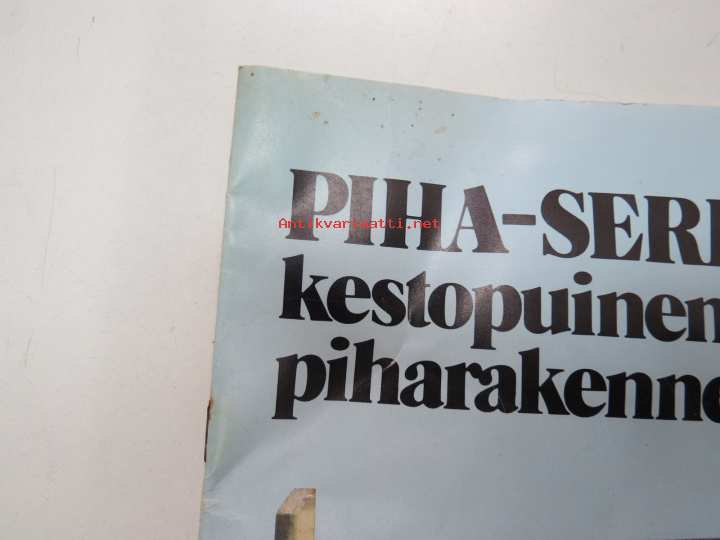 PIHA-SERI
Antikvariaatti.net
kestopuinen
piharakenne